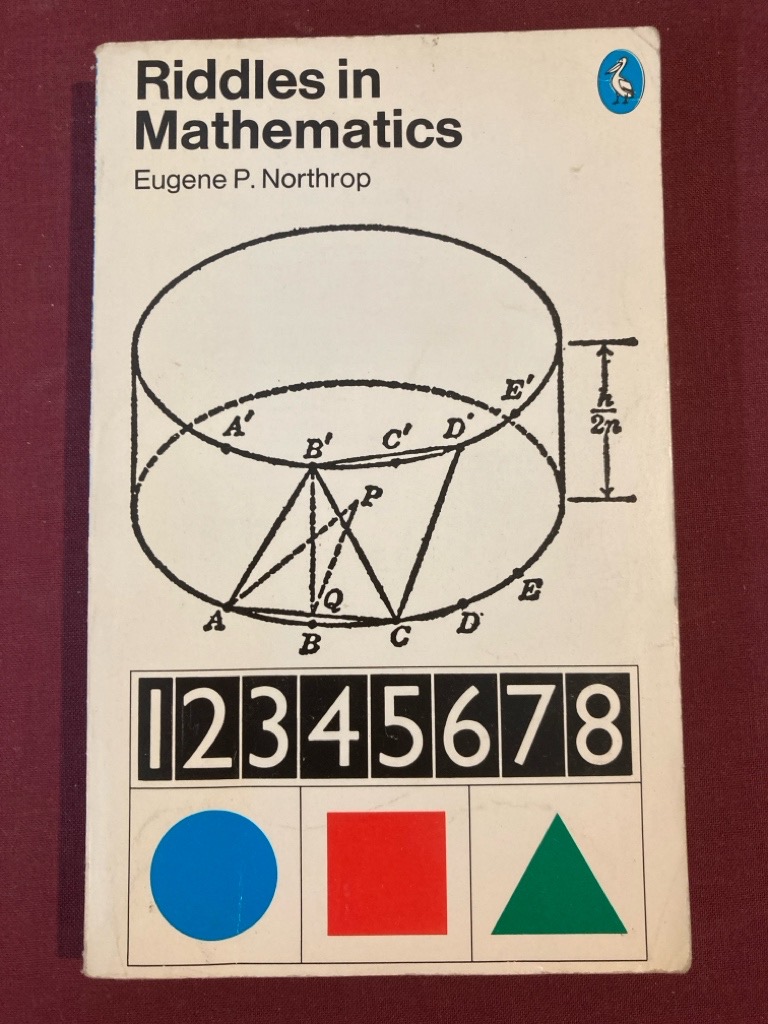 Riddles in
Mathematics
Eugene P. Northrop
E'
A'
B'
C'
D'
h
2n
P
Q
A
B
C
D
E
12345678